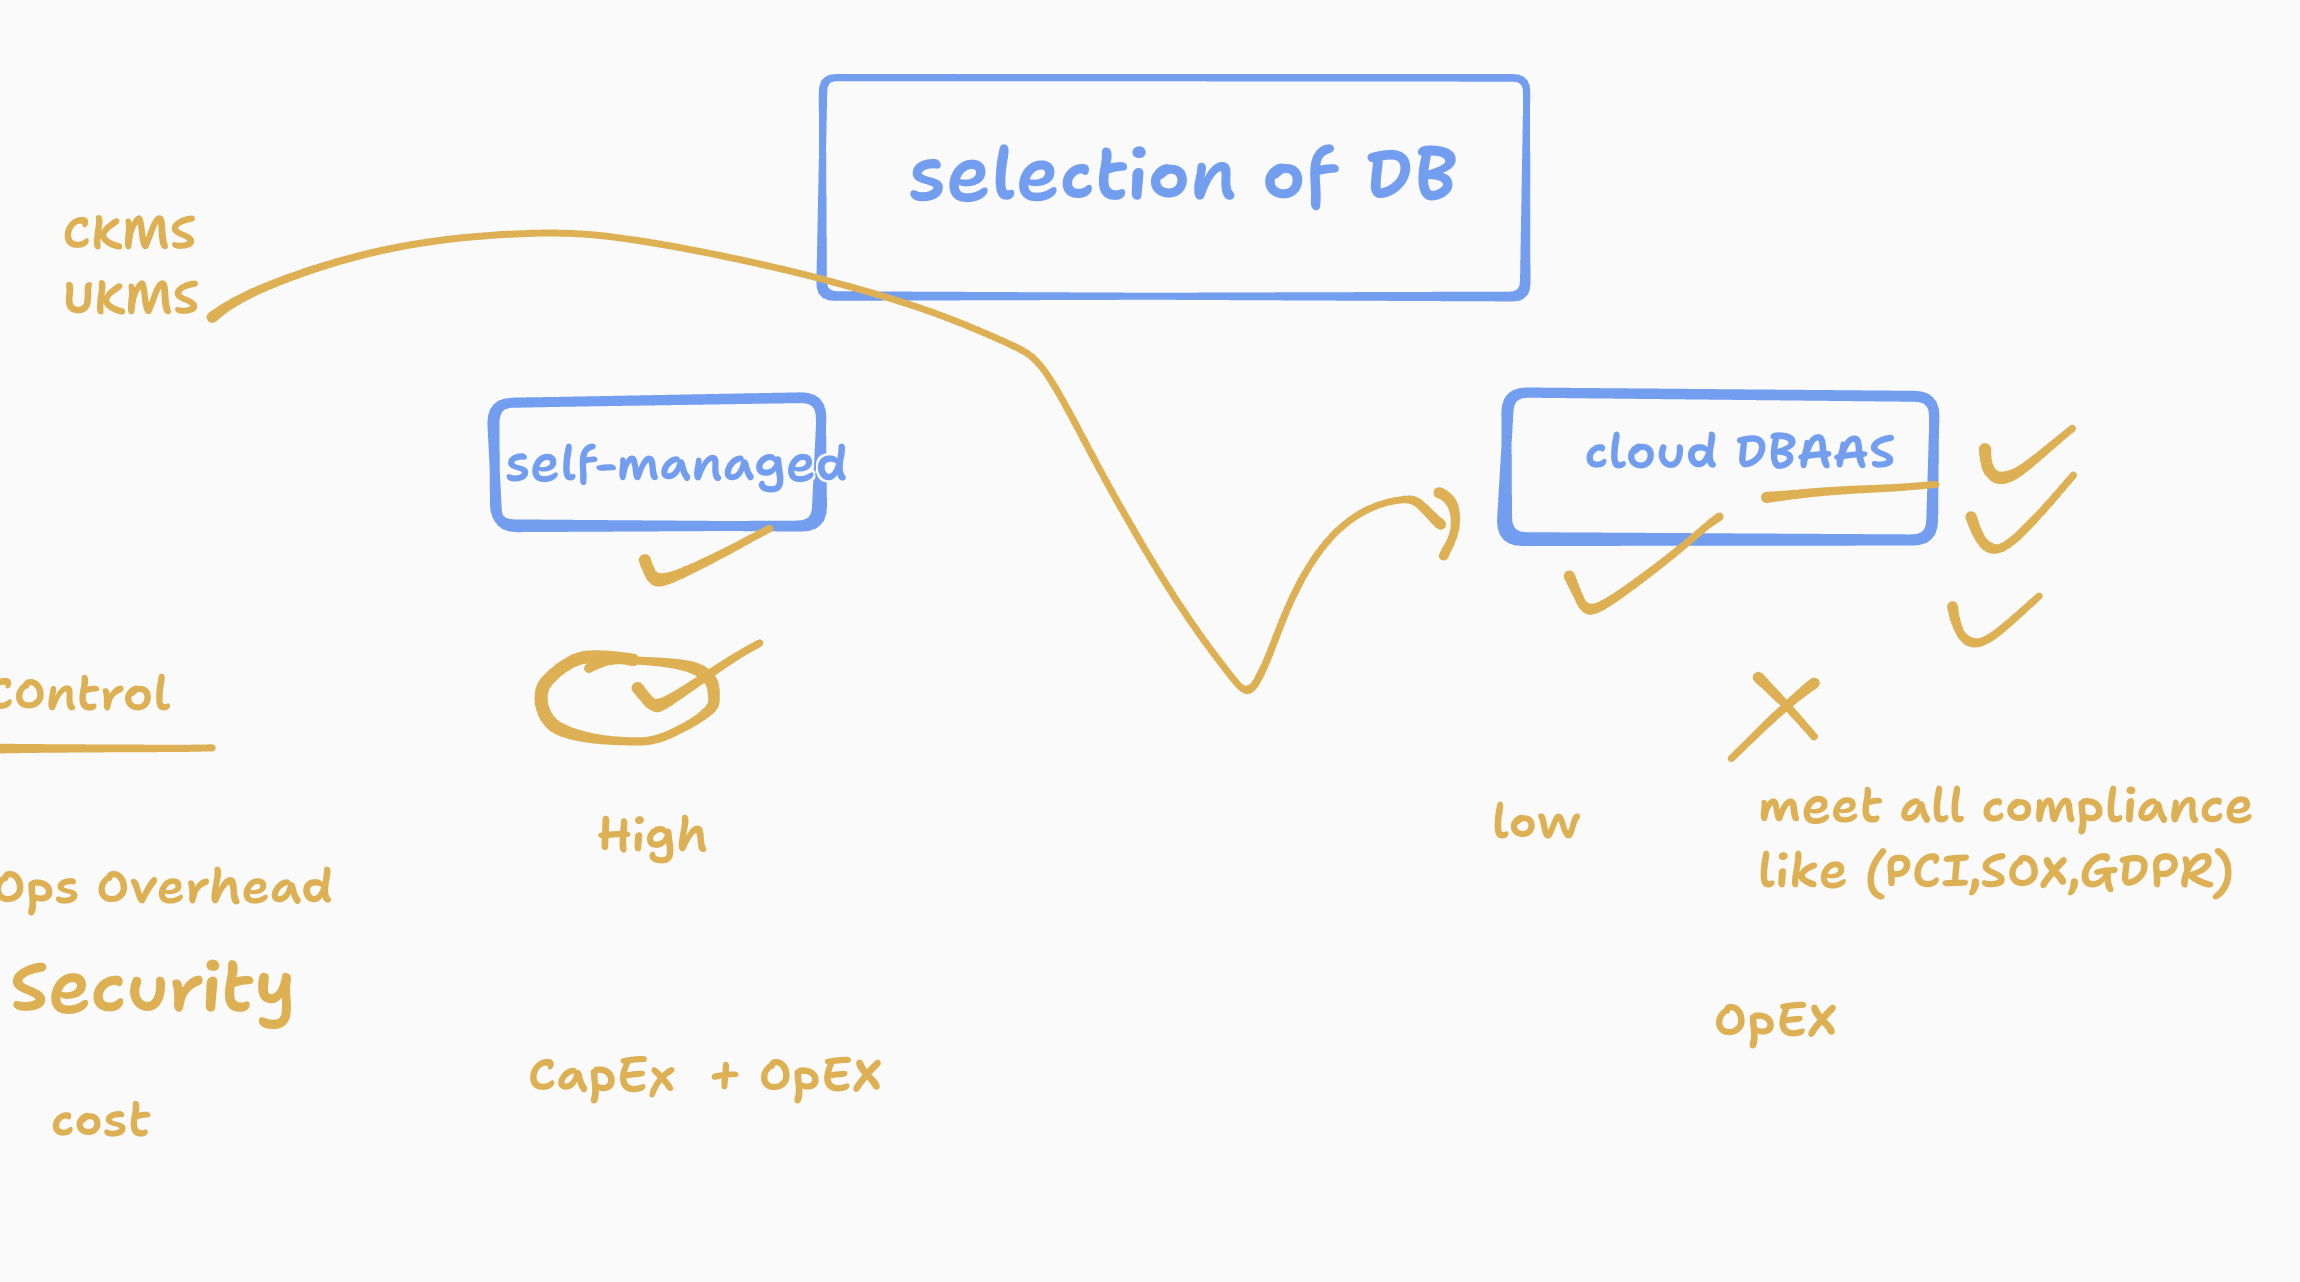 selection of DB
CKMS
UKMS
self-managed
cloud DBAAS
control
High
low
meet all compliance
like (PCI,SOX,GDPR)
Ops Overhead
Security
OpEX
CapEx + OpEX
cost